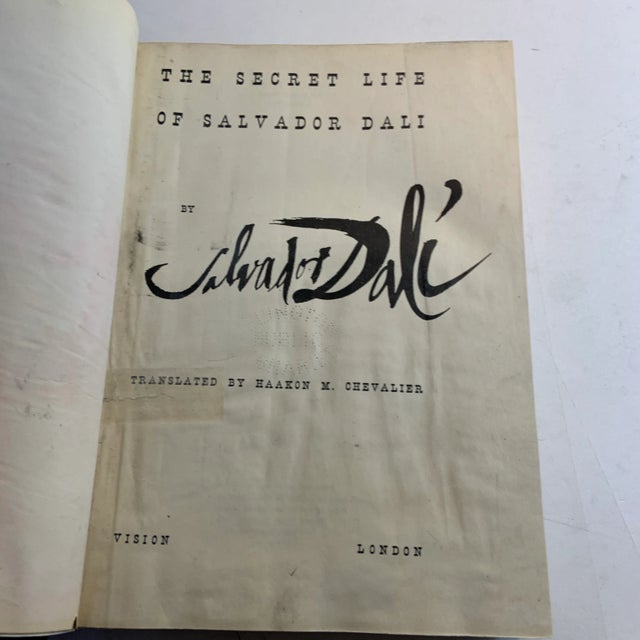 THE SECRET LIFE
OF SALVADOR DALI
BY
Salvador Dalí
TRANSLATED BY HAAKON M. CHEVALIER
VISION
LONDON